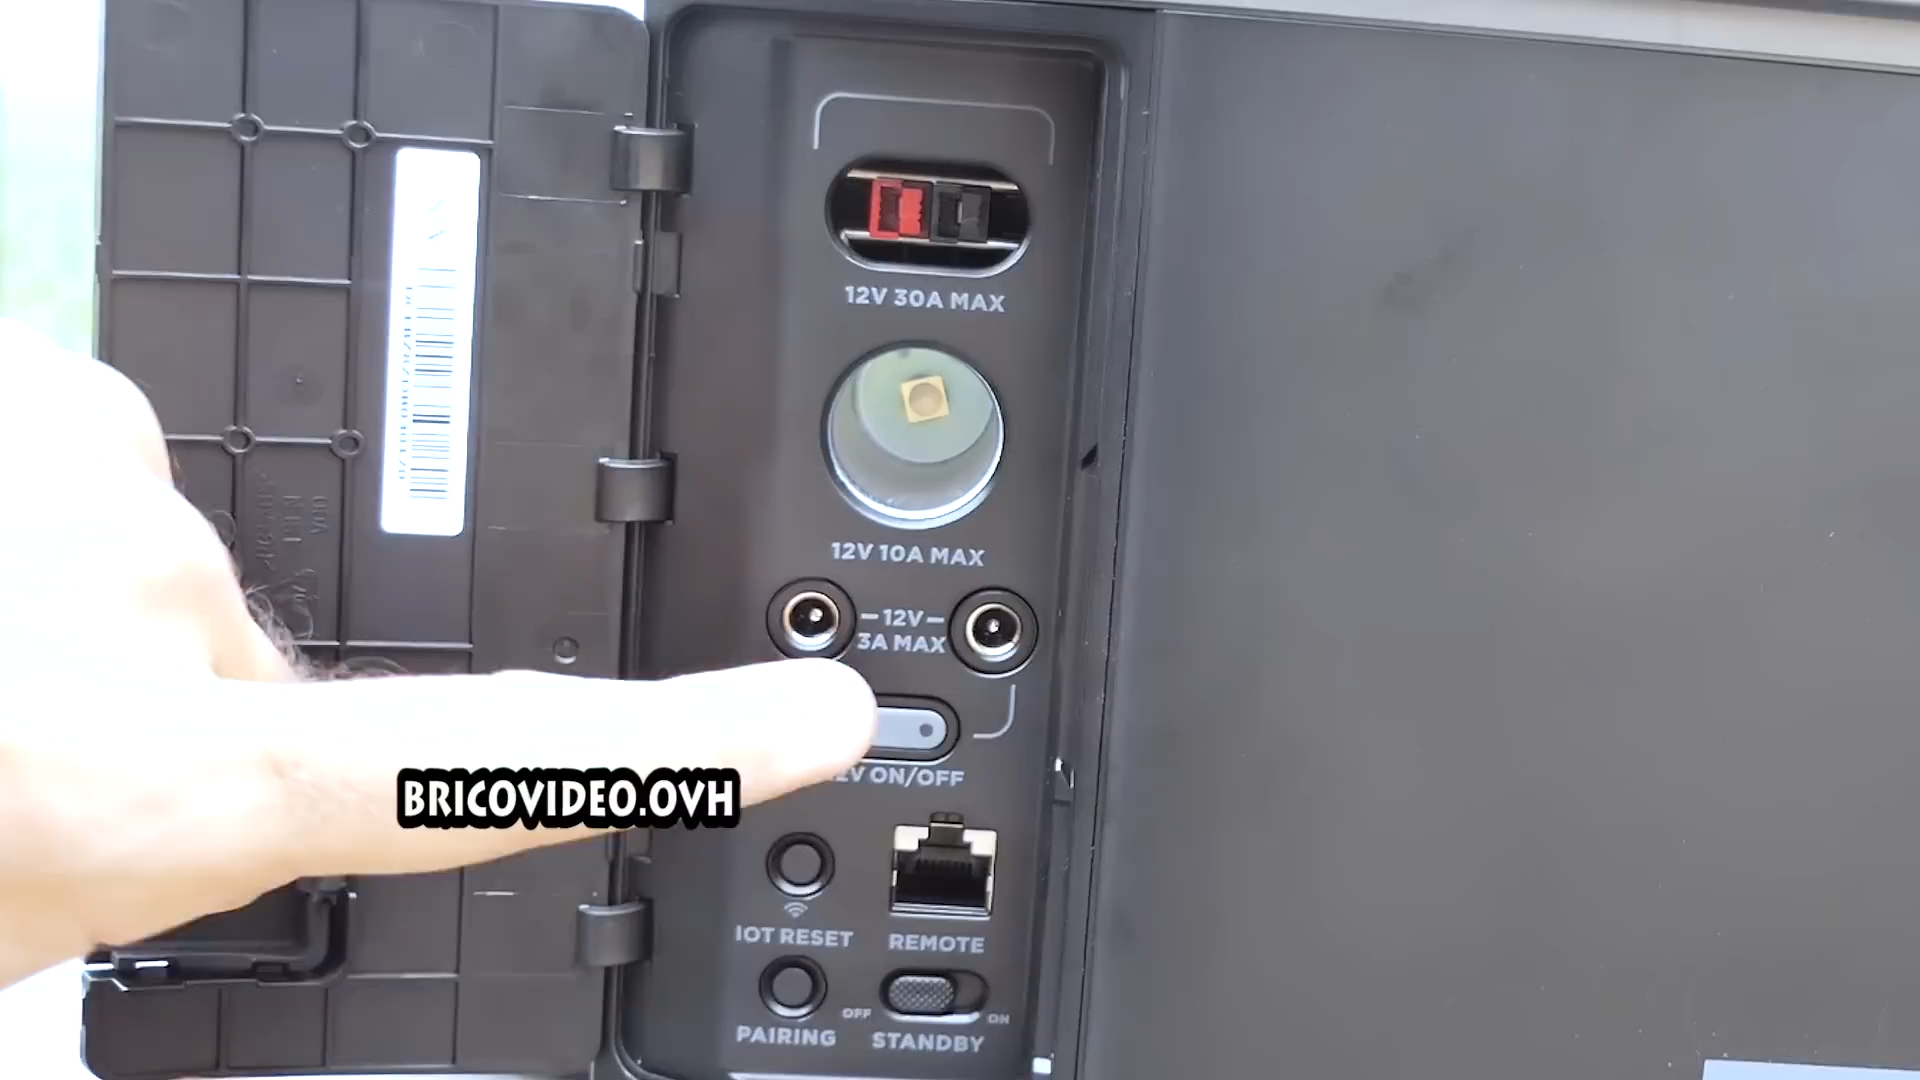 12V 30A MAX
12V 10A MAX
12V
3A MAX
12V ON/OFF
BRICOVIDEO.OVH
IOT RESET
REMOTE
OFF
ON
PAIRING
STANDBY